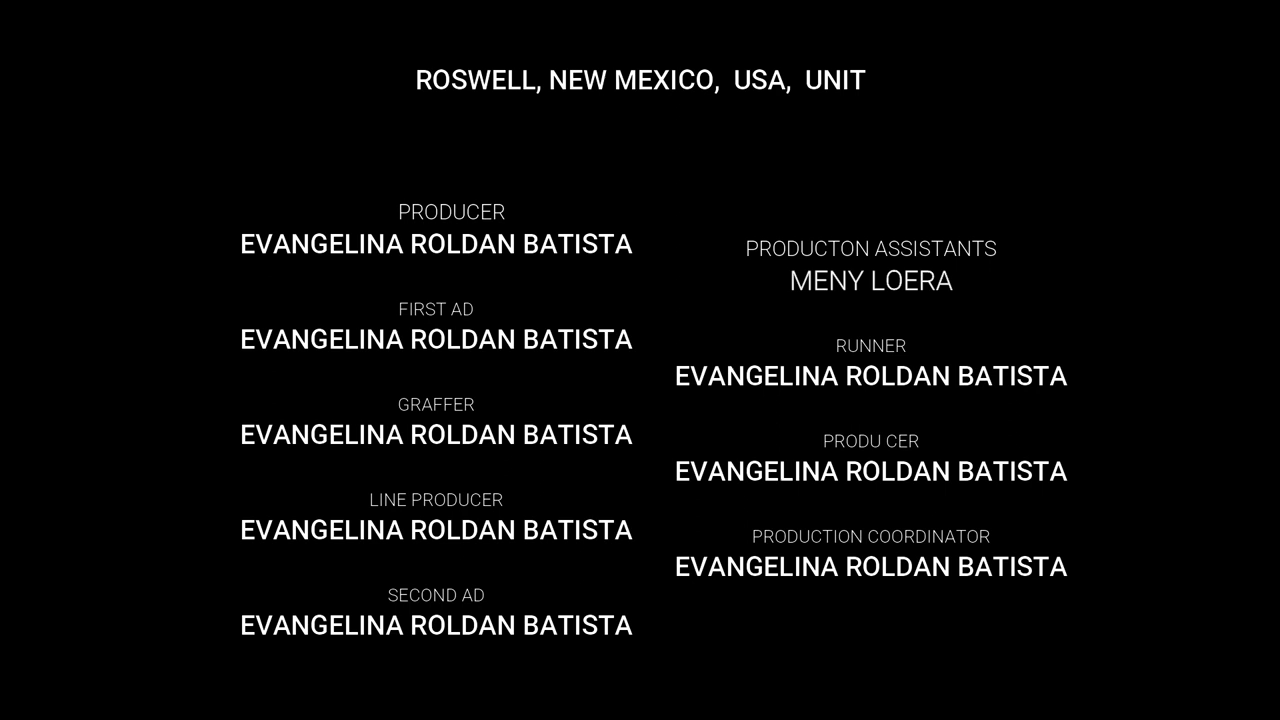 ROSWELL, NEW MEXICO, USA, UNIT
PRODUCER
EVANGELINA ROLDAN BATISTA
FIRST AD
EVANGELINA ROLDAN BATISTA
GRAFFER
EVANGELINA ROLDAN BATISTA
LINE PRODUCER
EVANGELINA ROLDAN BATISTA
SECOND AD
EVANGELINA ROLDAN BATISTA
PRODUCTON ASSISTANTS
MENY LOERA
RUNNER
EVANGELINA ROLDAN BATISTA
PRODU CER
EVANGELINA ROLDAN BATISTA
PRODUCTION COORDINATOR
EVANGELINA ROLDAN BATISTA